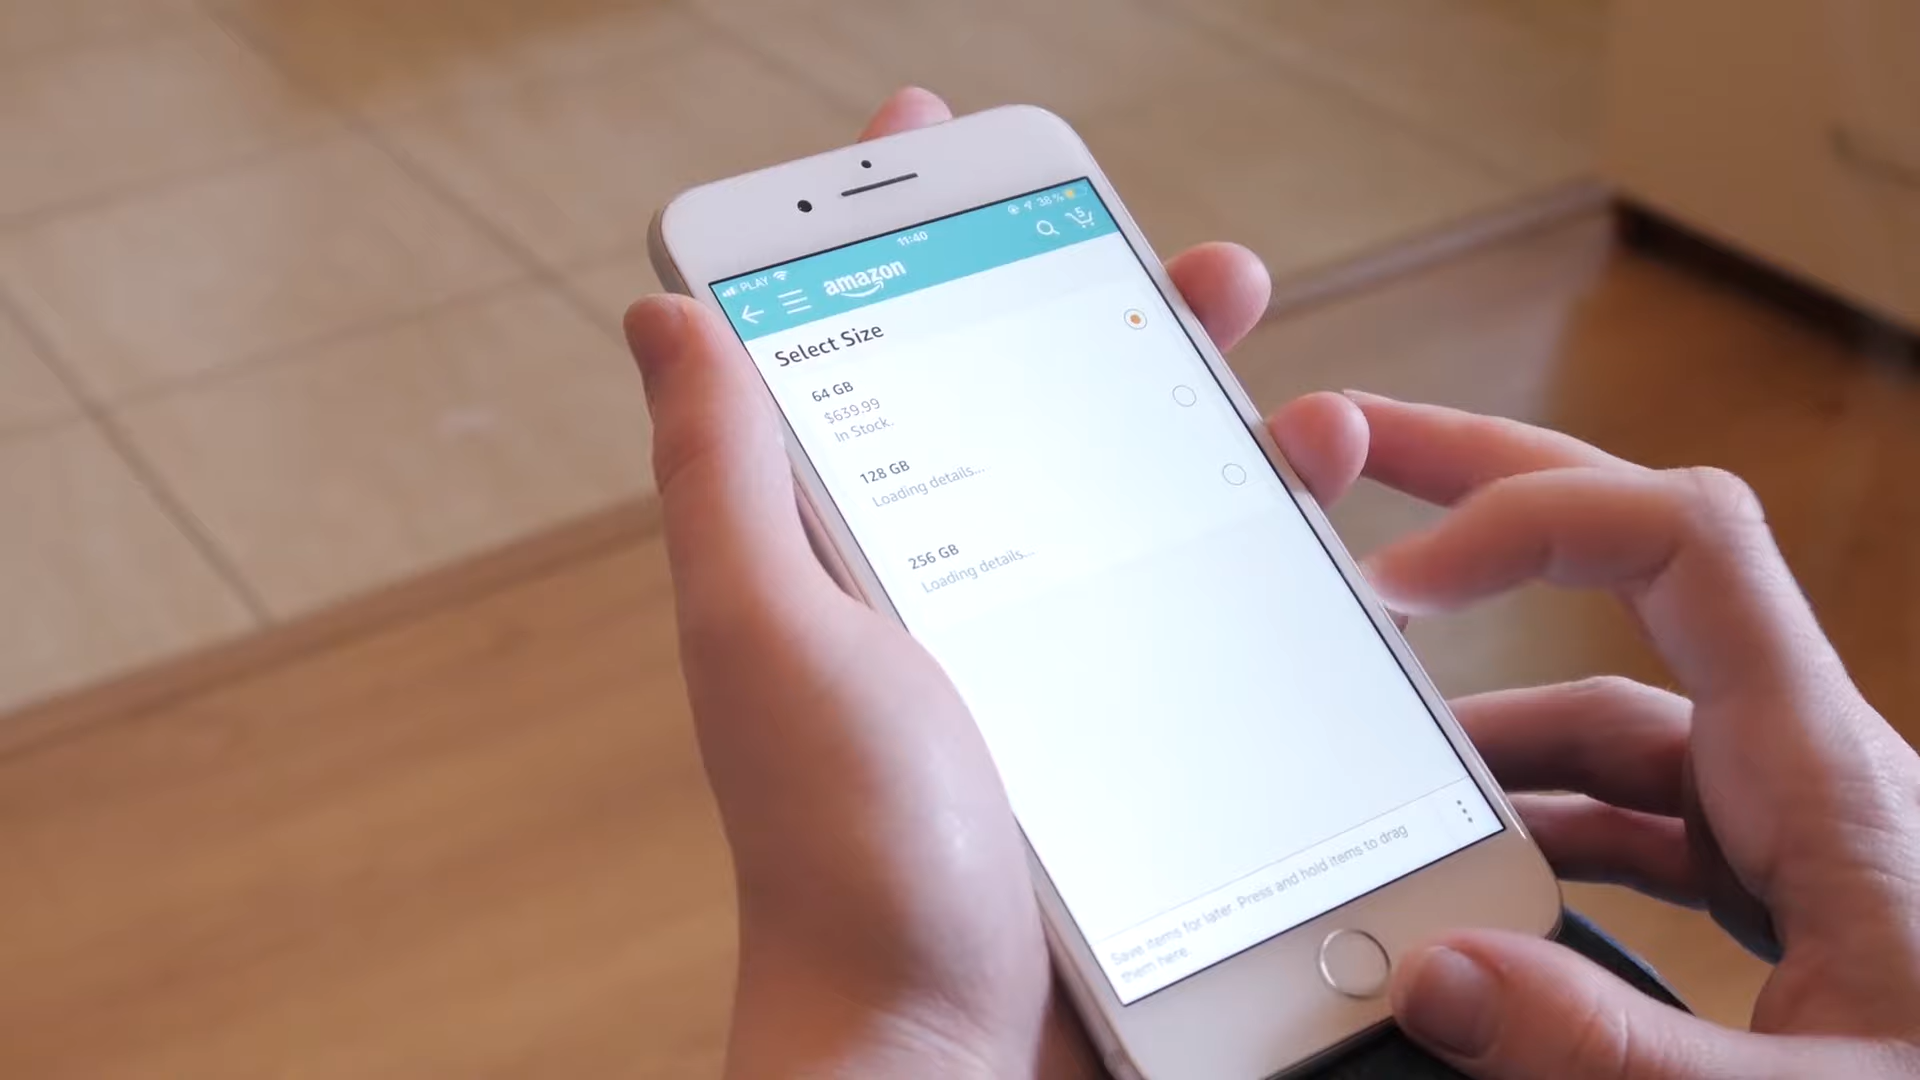 PLAY
11:40
38 %
5
amazon
Select Size
64 GB
$639.99
In Stock.
128 GB
Loading details...
256 GB
Loading details...
Save items for later. Press and hold items to drag
them here.